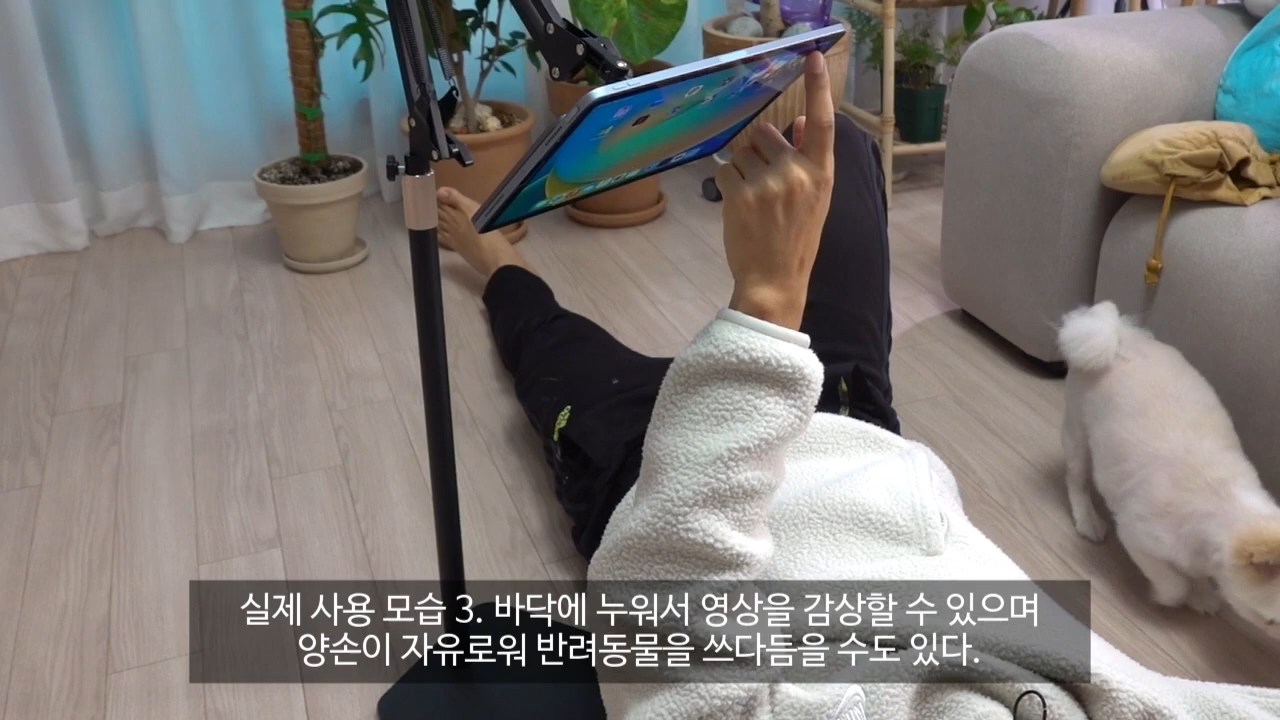 실제 사용 모습 3. 바닥에 누워서 영상을 감상할 수 있으며
양손이 자유로워 반려동물을 쓰다듬을 수도 있다.